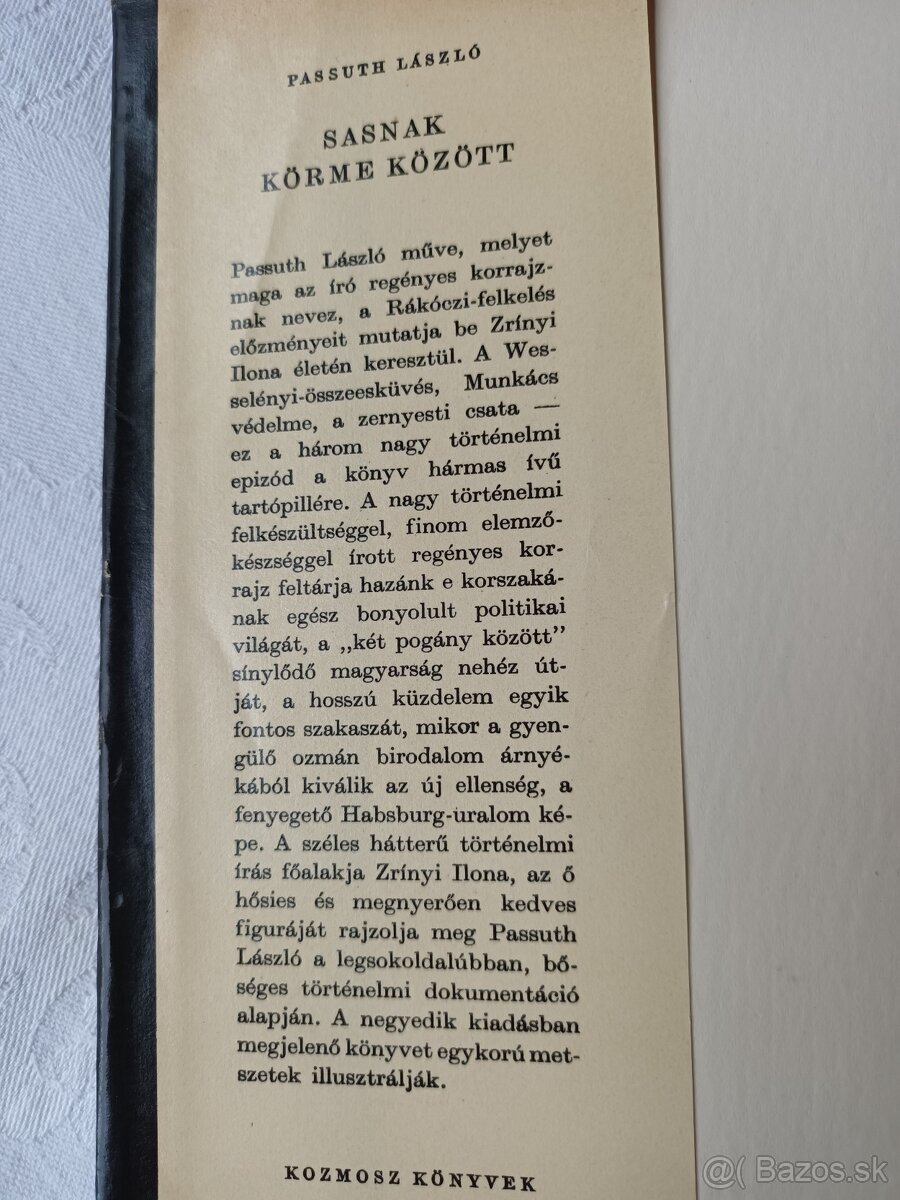 PASSUTH LÁSZLÓ
SASNAK
KÖRME KÖZÖTT
Passuth László műve, melyet
maga az író regényes korrajz-
nak nevez, a Rákóczi-felkelés
előzményeit mutatja be Zrínyi
Ilona életén keresztül. A Wes-
selényi-összeesküvés, Munkács
védelme, a zernyesti csata —
ez a három nagy történelmi
epizód a könyv hármas ívű
tartópillére. A nagy történelmi
felkészültséggel, finom elemző-
készséggel írott regényes kor-
rajz feltárja hazánk e korszaká-
nak egész bonyolult politikai
világát, a „két pogány között”
sínylődő magyarság nehéz út-
ját, a hosszú küzdelem egyik
fontos szakaszát, mikor a gyen-
gülő ozmán birodalom árnyé-
kából kiválik az új ellenség, a
fenyegető Habsburg-uralom ké-
pe. A széles hátterű történelmi
írás főalakja Zrínyi Ilona, az ő
hősies és megnyerően kedves
figuráját rajzolja meg Passuth
László a legsokoldalúbban, bő-
séges történelmi dokumentáció
alapján. A negyedik kiadásban
megjelenő könyvet egykorú met-
szetek illusztrálják.
KOZMOSZ KÖNYVEK
@( Bazos.sk